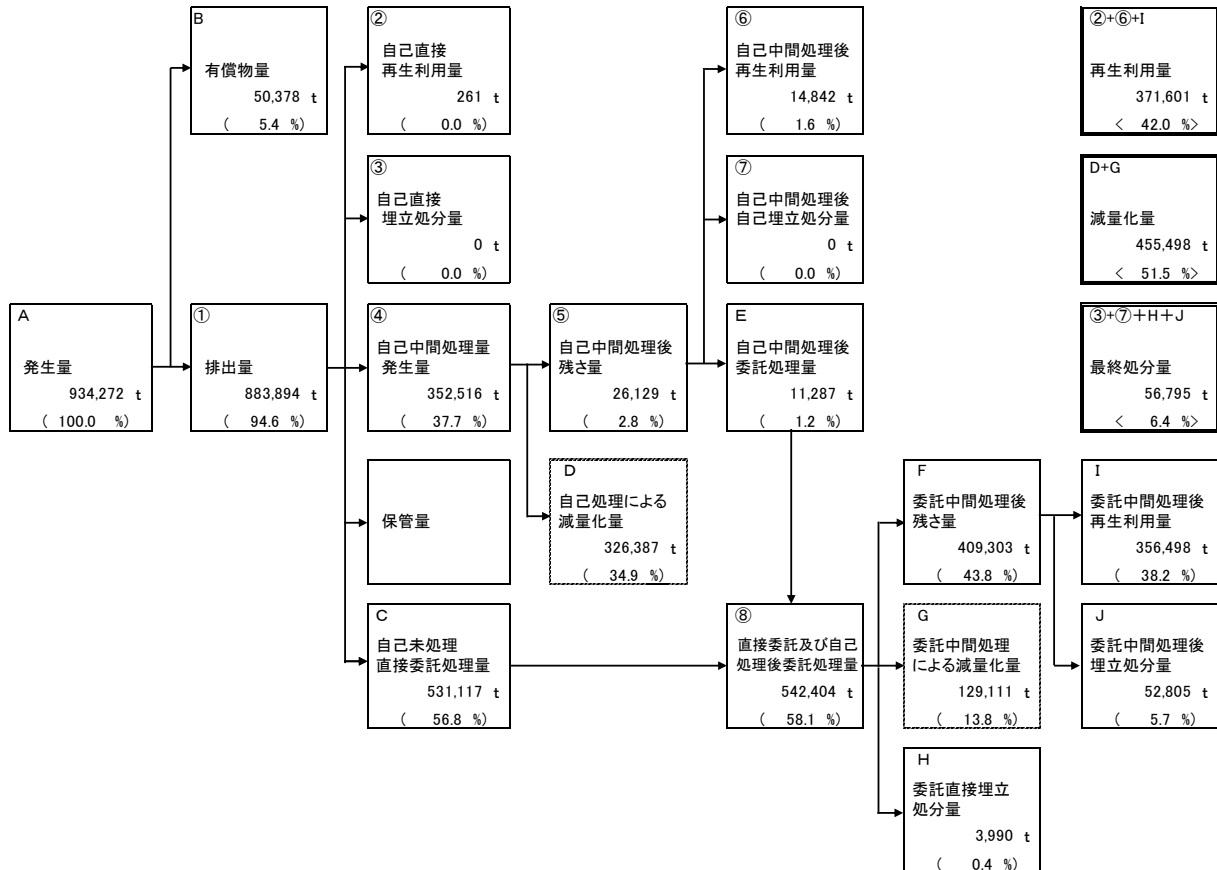 B
有償物量
50,378 t
( 5.4 %)
②
自己直接
再生利用量
261 t
( 0.0 %)
⑥
自己中間処理後
再生利用量
14,842 t
( 1.6 %)
②+⑥+I
再生利用量
371,601 t
< 42.0 %>
③
自己直接
埋立処分量
0 t
( 0.0 %)
⑦
自己中間処理後
自己埋立処分量
0 t
( 0.0 %)
D+G
減量化量
455,498 t
< 51.5 %>
A
発生量
934,272 t
( 100.0 %)
①
排出量
883,894 t
( 94.6 %)
④
自己中間処理量
発生量
352,516 t
( 37.7 %)
⑤
自己中間処理後
残さ量
26,129 t
( 2.8 %)
E
自己中間処理後
委託処理量
11,287 t
( 1.2 %)
③+⑦+H+J
最終処分量
56,795 t
< 6.4 %>
保管量
D
自己処理による
減量化量
326,387 t
( 34.9 %)
F
委託中間処理後
残さ量
409,303 t
( 43.8 %)
I
委託中間処理後
再生利用量
356,498 t
( 38.2 %)
C
自己未処理
直接委託処理量
531,117 t
( 56.8 %)
⑧
直接委託及び自己
処理後委託処理量
542,404 t
( 58.1 %)
G
委託中間処理
による減量化量
129,111 t
( 13.8 %)
J
委託中間処理後
埋立処分量
52,805 t
( 5.7 %)
H
委託直接埋立
処分量
3,990 t
( 0.4 %)